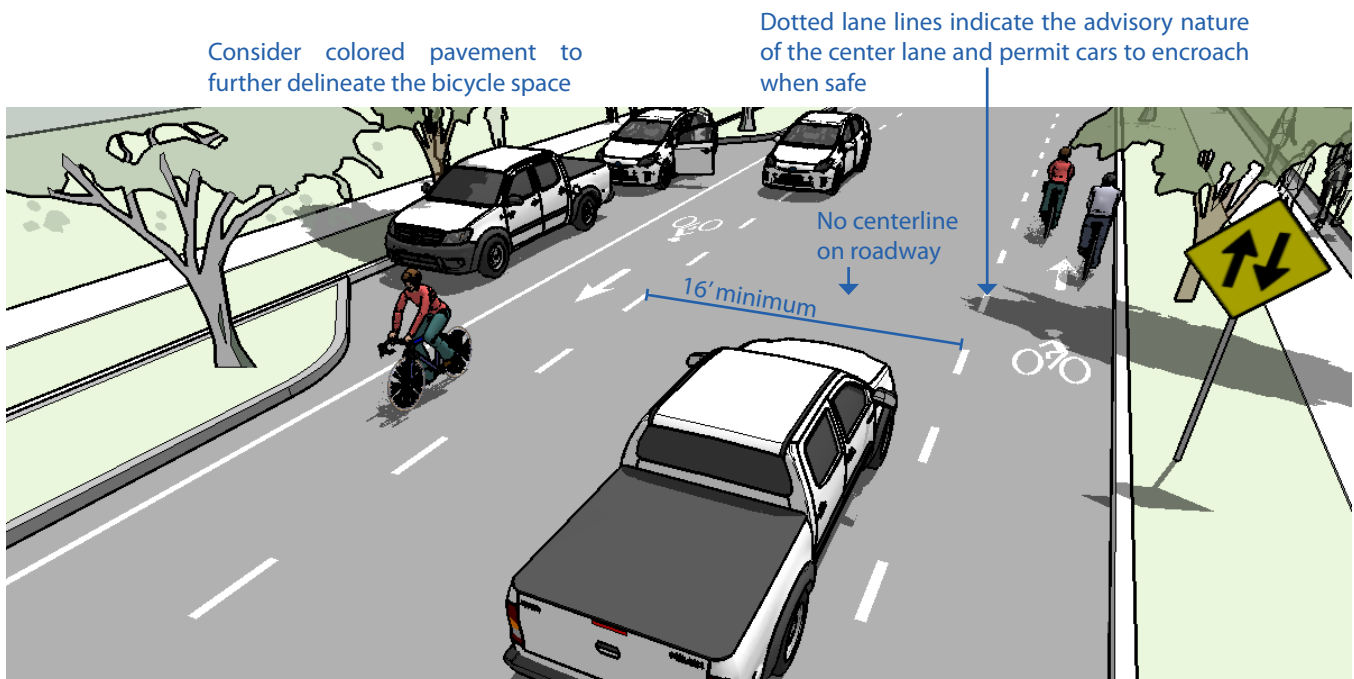 Consider colored pavement to
further delineate the bicycle space
Dotted lane lines indicate the advisory nature
of the center lane and permit cars to encroach
when safe
No centerline
on roadway
16’ minimum